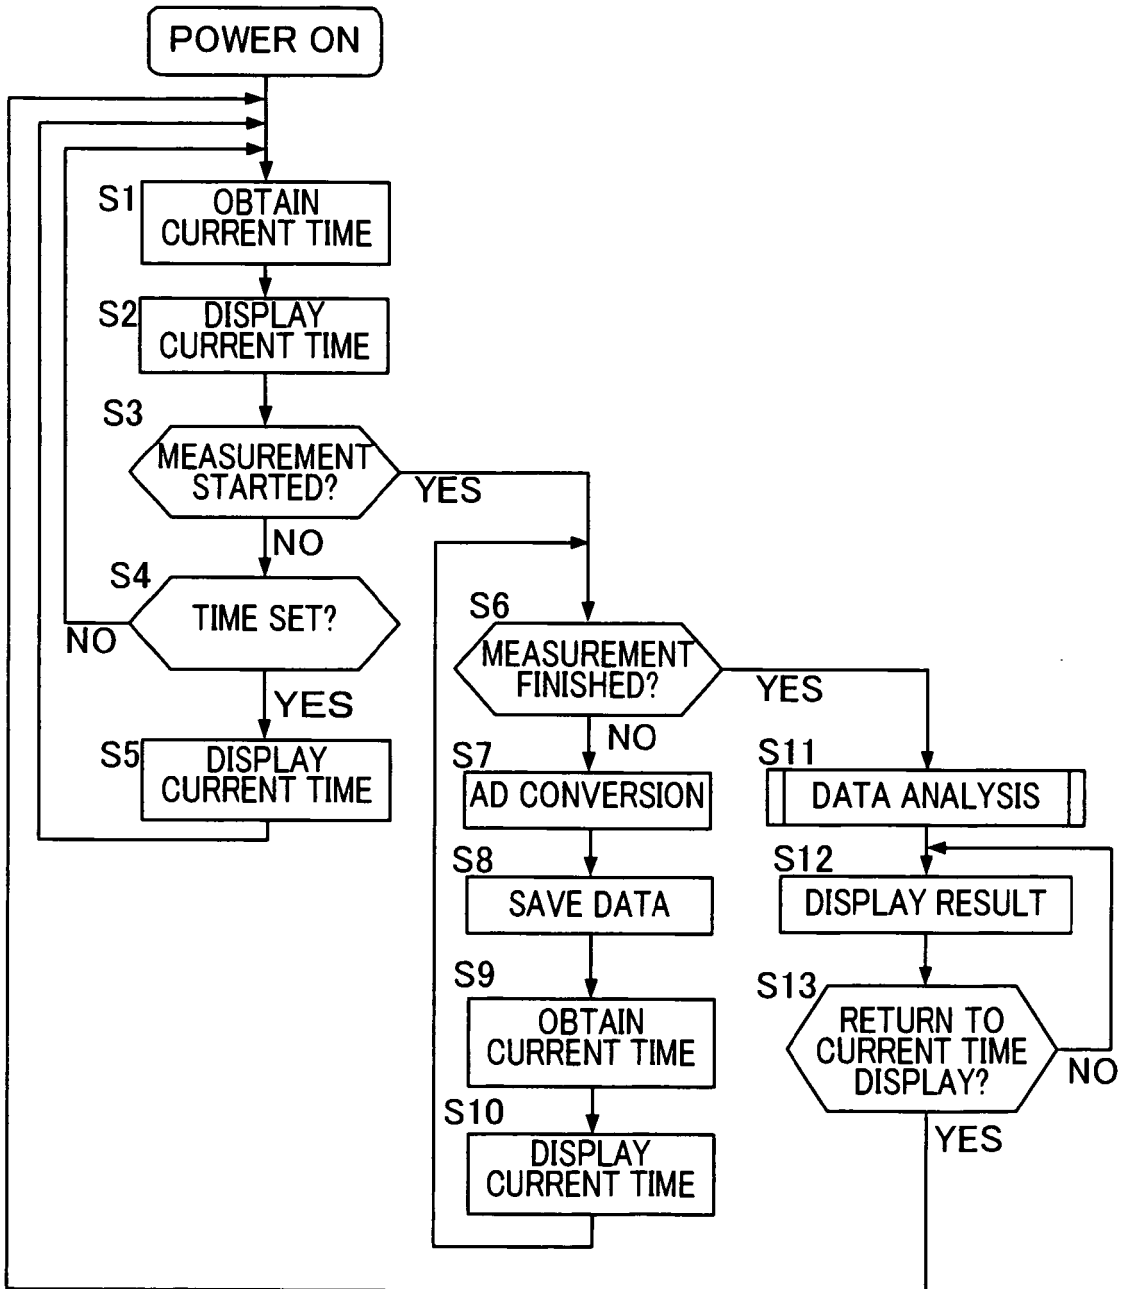 POWER ON
S1
OBTAIN
CURRENT TIME
S2
DISPLAY
CURRENT TIME
S3
MEASUREMENT
STARTED?
YES
NO
S4
TIME SET?
NO
YES
S5
DISPLAY
CURRENT TIME
S6
MEASUREMENT
FINISHED?
YES
NO
S7
AD CONVERSION
S8
SAVE DATA
S9
OBTAIN
CURRENT TIME
S10
DISPLAY
CURRENT TIME
S11
DATA ANALYSIS
S12
DISPLAY RESULT
S13
RETURN TO
CURRENT TIME
DISPLAY?
NO
YES